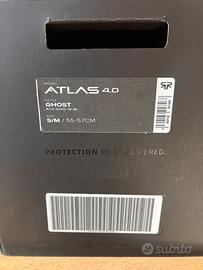 MODEL
ATLAS 4.0
STYLE
GHOST
SIZE
S/M / 55-57CM
PROTECTION RE-ENGINEERED.
subito